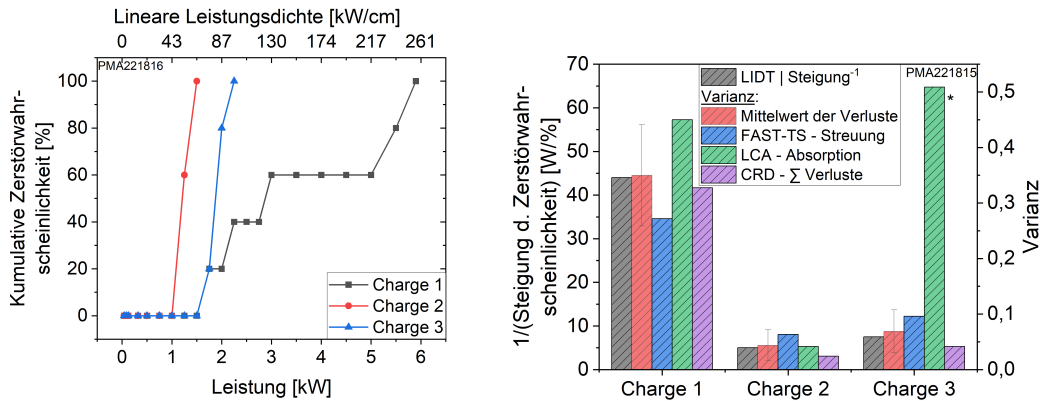 Lineare Leistungsdichte [kW/cm]
0 43 87 130 174 217 261
PMA221816
Kumulative Zerstörwahr-
scheinlichkeit [%]
100
80
60
40
20
0
Charge 1
Charge 2
Charge 3
0 1 2 3 4 5 6
Leistung [kW]
1/(Steigung d. Zerstörwahr-
scheinlichkeit) [W/%]
70
60
50
40
30
20
10
0
LIDT | Steigung⁻¹
Varianz:
Mittelwert der Verluste
FAST-TS - Streuung
LCA - Absorption
CRD - ∑ Verluste
PMA221815
*
0,5
0,4
0,3
0,2
0,1
0,0
Varianz
Charge 1 Charge 2 Charge 3